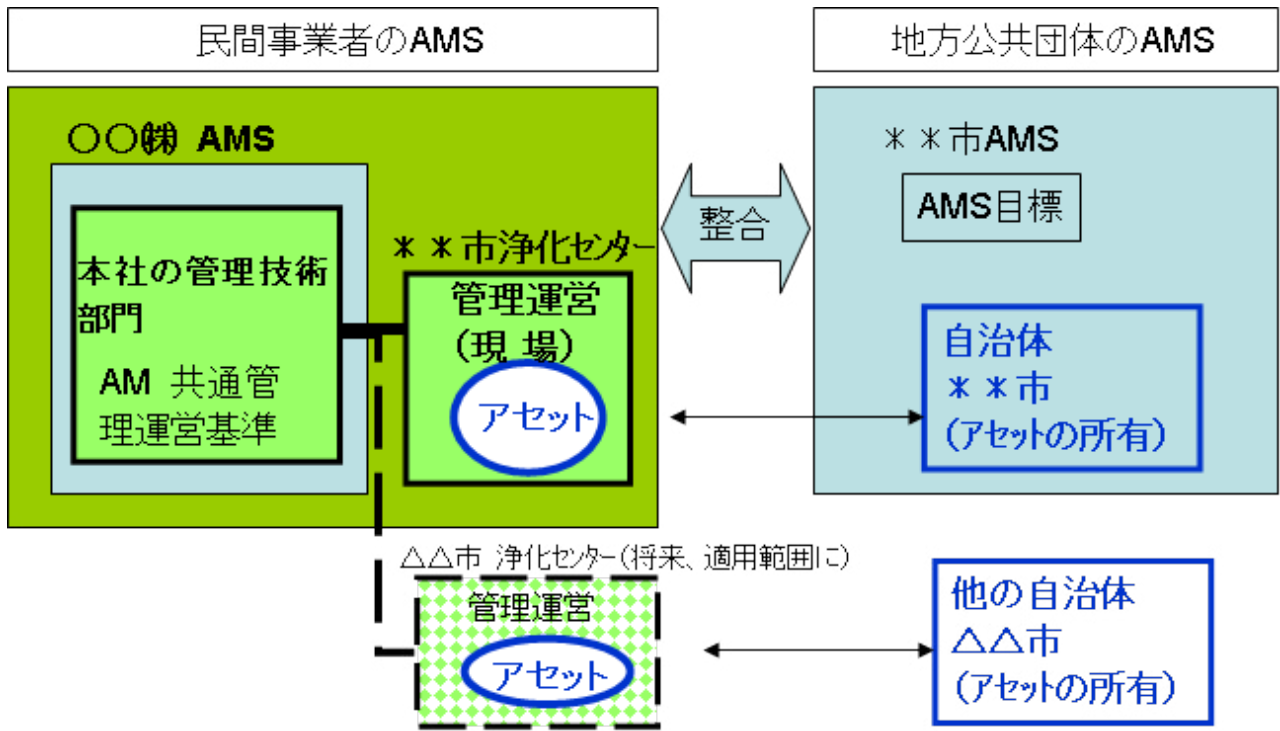 民間事業者のAMS
地方公共団体のAMS
〇〇㈱ AMS
本社の管理技術
部門
AM 共通管
理運営基準
＊＊市浄化センター
管理運営
(現 場)
アセット
整合
＊＊市AMS
AMS目標
自治体
＊＊市
(アセットの所有)
△△市 浄化センター(将来、適用範囲に)
管理運営
アセット
他の自治体
△△市
(アセットの所有)